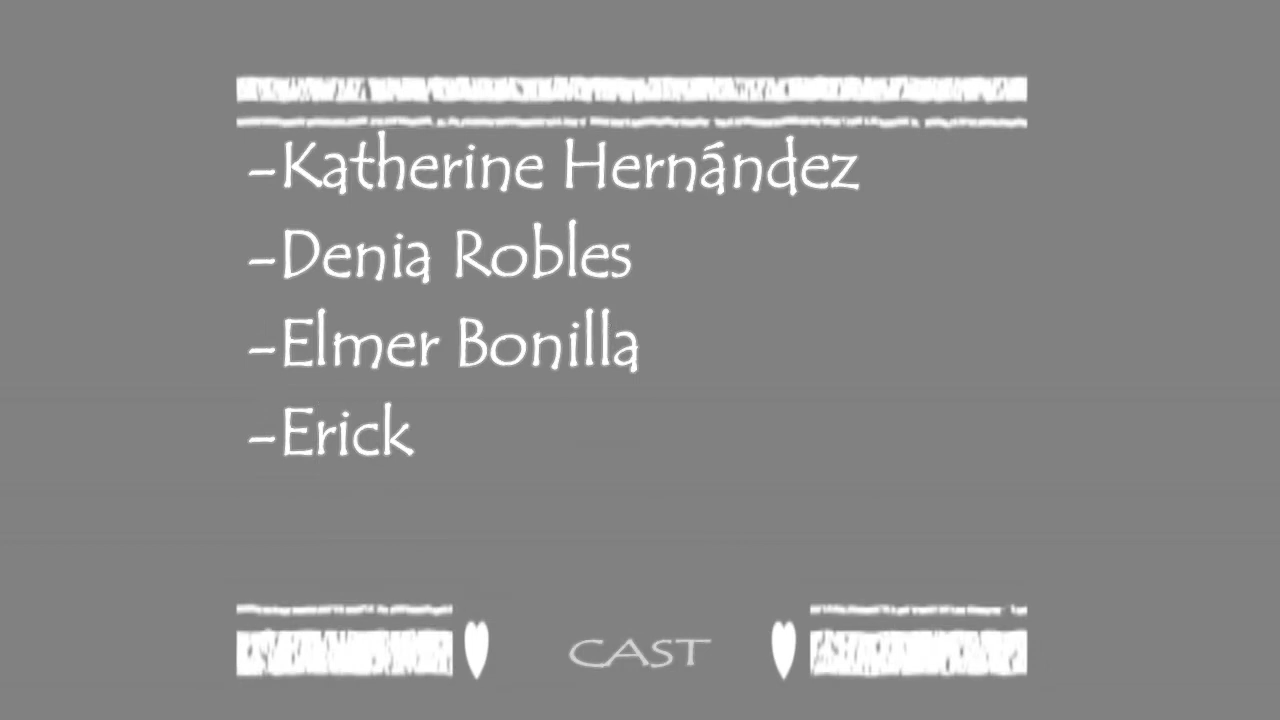 -Katherine Hernández
-Denia Robles
-Elmer Bonilla
-Erick
CAST